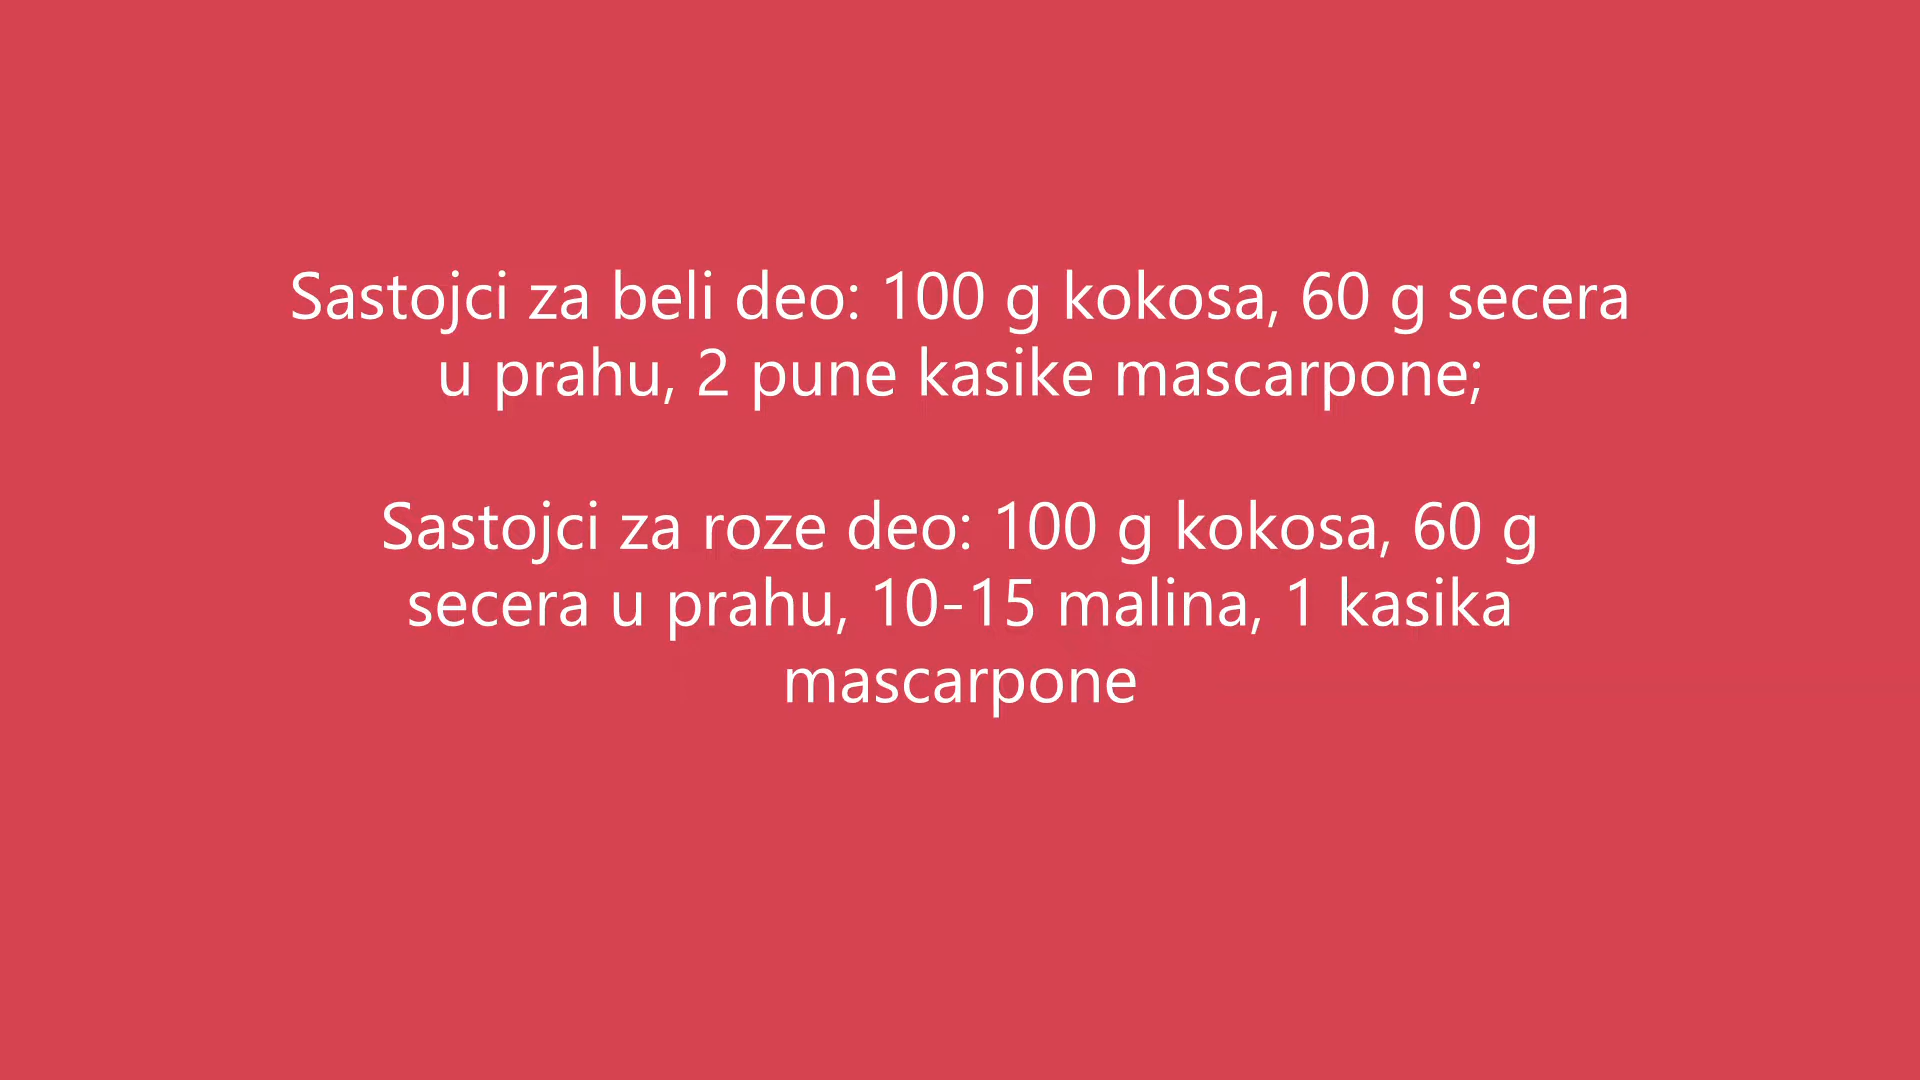 Sastojci za beli deo: 100 g kokosa, 60 g secera
u prahu, 2 pune kasike mascarpone;
Sastojci za roze deo: 100 g kokosa, 60 g
secera u prahu, 10-15 malina, 1 kasika
mascarpone